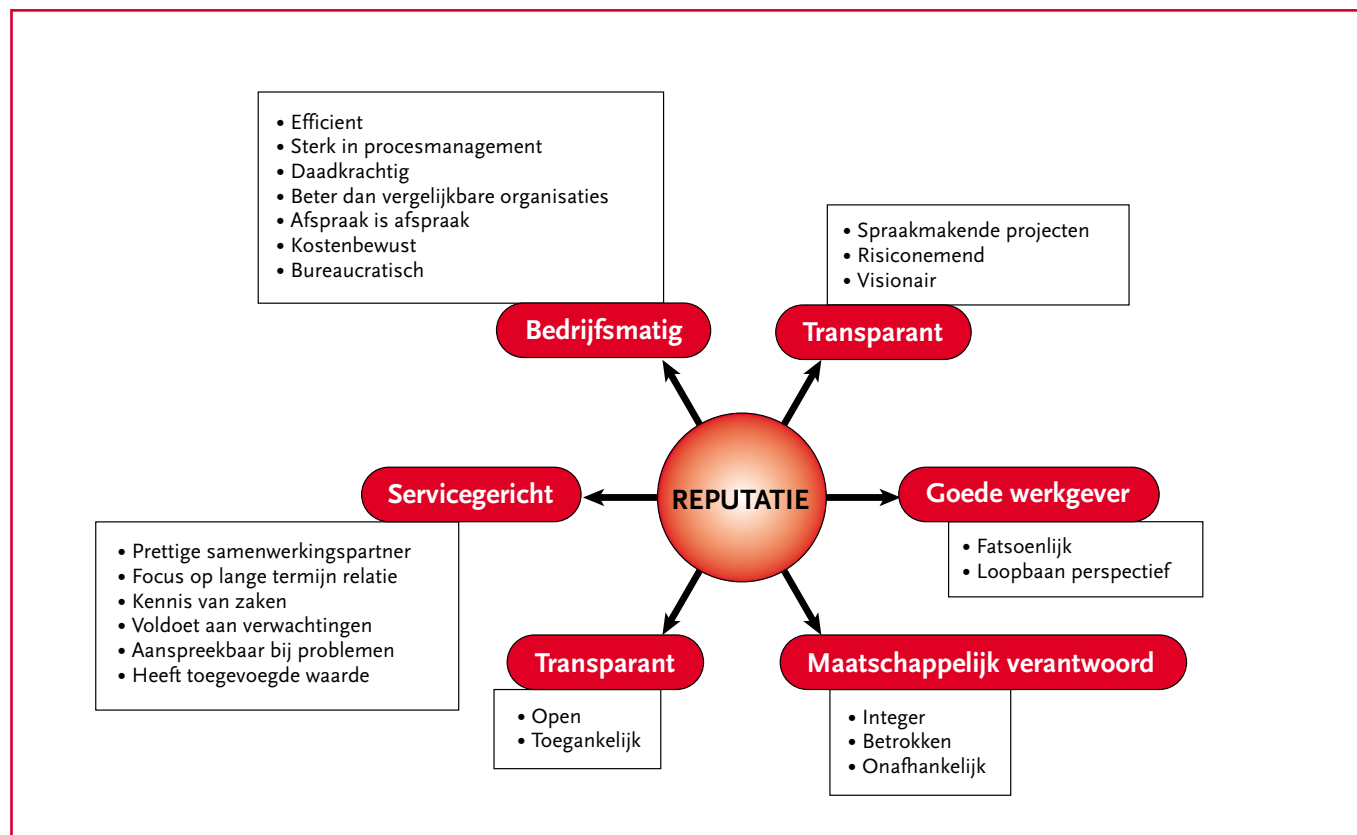 • Efficient
• Sterk in procesmanagement
• Daadkrachtig
• Beter dan vergelijkbare organisaties
• Afspraak is afspraak
• Kostenbewust
• Bureaucratisch
Bedrijfsmatig
• Spraakmakende projecten
• Risiconemend
• Visionair
Transparant
Servicegericht
• Prettige samenwerkingspartner
• Focus op lange termijn relatie
• Kennis van zaken
• Voldoet aan verwachtingen
• Aanspreekbaar bij problemen
• Heeft toegevoegde waarde
REPUTATIE
Goede werkgever
• Fatsoenlijk
• Loopbaan perspectief
Transparant
• Open
• Toegankelijk
Maatschappelijk verantwoord
• Integer
• Betrokken
• Onafhankelijk